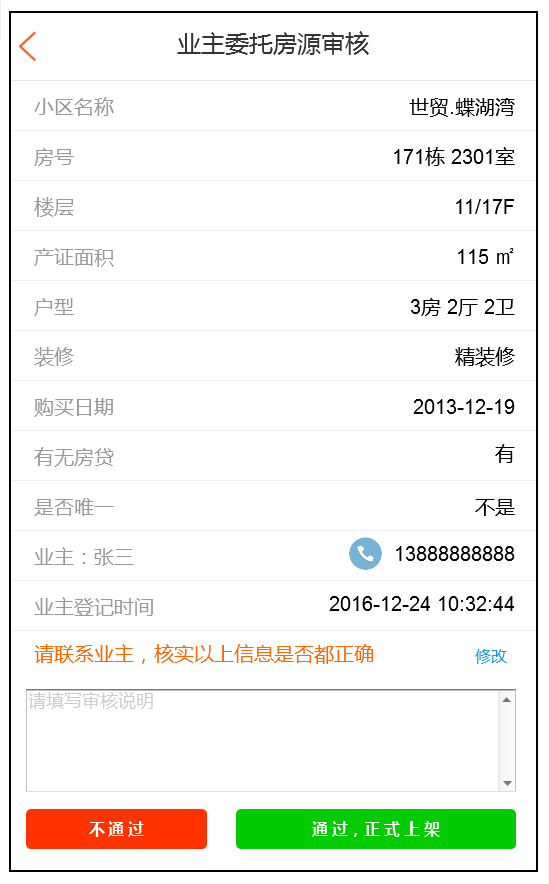 业主委托房源审核
小区名称 世贸.蝶湖湾
房号 171栋 2301室
楼层 11/17F
产证面积 115 ㎡
户型 3房 2厅 2卫
装修 精装修
购买日期 2013-12-19
有无房贷 有
是否唯一 不是
业主：张三 13888888888
业主登记时间 2016-12-24 10:32:44
请联系业主，核实以上信息是否都正确 修改
请填写审核说明
不通过 通过,正式上架